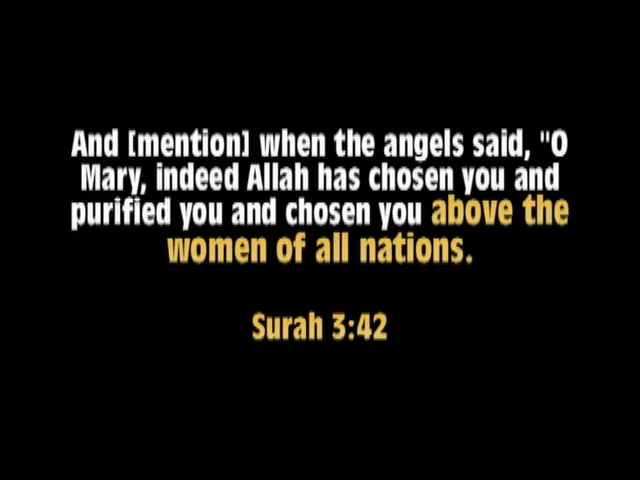 And [mention] when the angels said, "O
Mary, indeed Allah has chosen you and
purified you and chosen you above the
women of all nations.
Surah 3:42